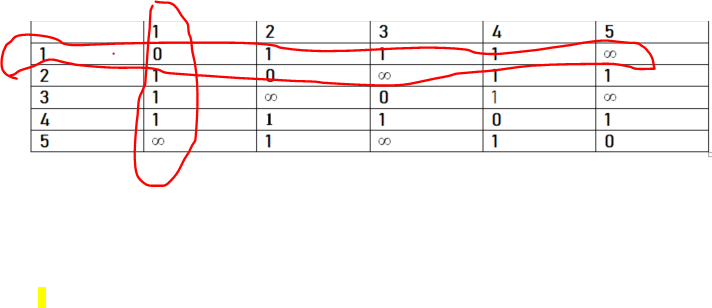 1 2 3 4 5
1 0 1 1 1 ∞
2 1 0 ∞ 1 1
3 1 ∞ 0 1 ∞
4 1 1 1 0 1
5 ∞ 1 ∞ 1 0